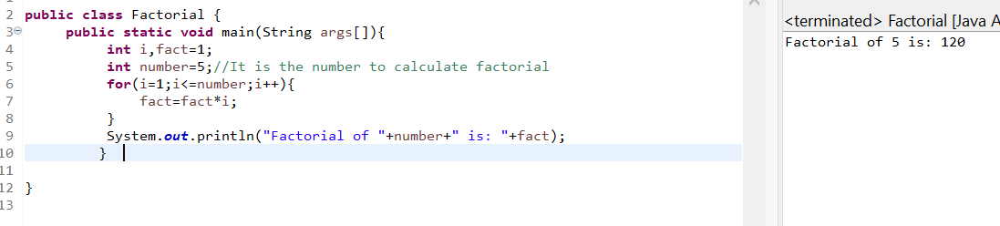 2 public class Factorial {
3 public static void main(String args[]){
4 int i,fact=1;
5 int number=5;//It is the number to calculate factorial
6 for(i=1;i<=number;i++){
7 fact=fact*i;
8 }
9 System.out.println("Factorial of "+number+" is: "+fact);
10 }
11
12 }
13
<terminated> Factorial [Java A
Factorial of 5 is: 120